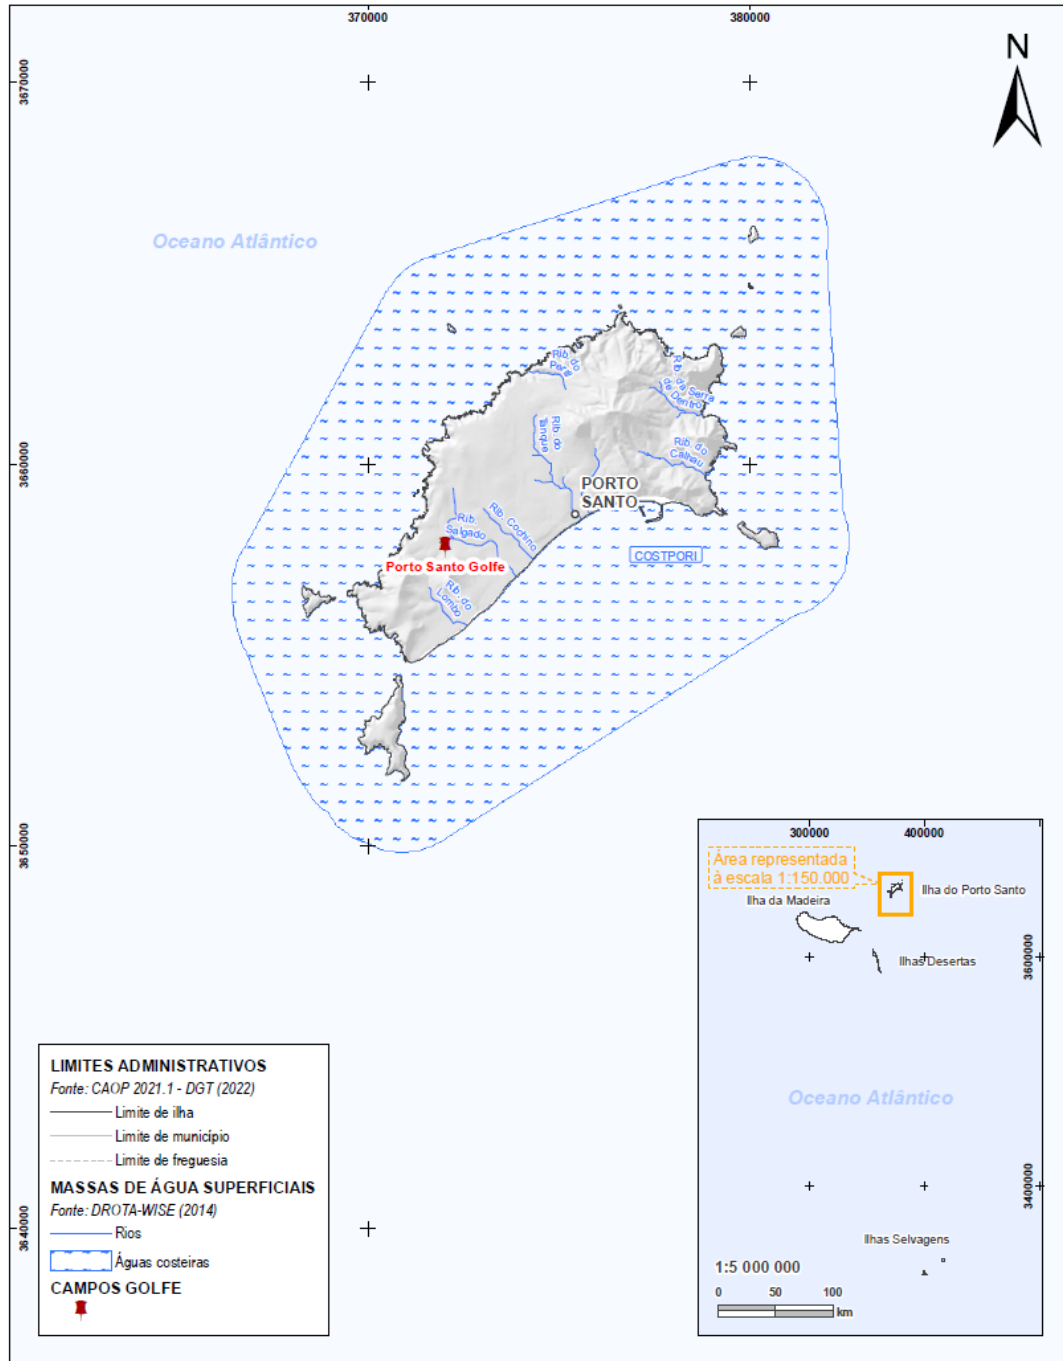 370000
380000
3670000
N
Oceano Atlântico
Rib. do
Pené
Rib. da Serra
de Dentro
Rib. do
Tanque
Rib. do
Calhau
3660000
PORTO
SANTO
Rib. Cochino
Rib.
Salgado
COSTPORI
Porto Santo Golfe
Rib. do
Lombo
3650000
300000
400000
Área representada
à escala 1:150.000
Ilha do Porto Santo
Ilha da Madeira
Ilhas Desertas
3600000
Oceano Atlântico
3400000
Ilhas Selvagens
1:5 000 000
0 50 100
km
LIMITES ADMINISTRATIVOS
Fonte: CAOP 2021.1 - DGT (2022)
Limite de ilha
Limite de município
Limite de freguesia
MASSAS DE ÁGUA SUPERFICIAIS
Fonte: DROTA-WISE (2014)
Rios
Águas costeiras
CAMPOS GOLFE
3640000